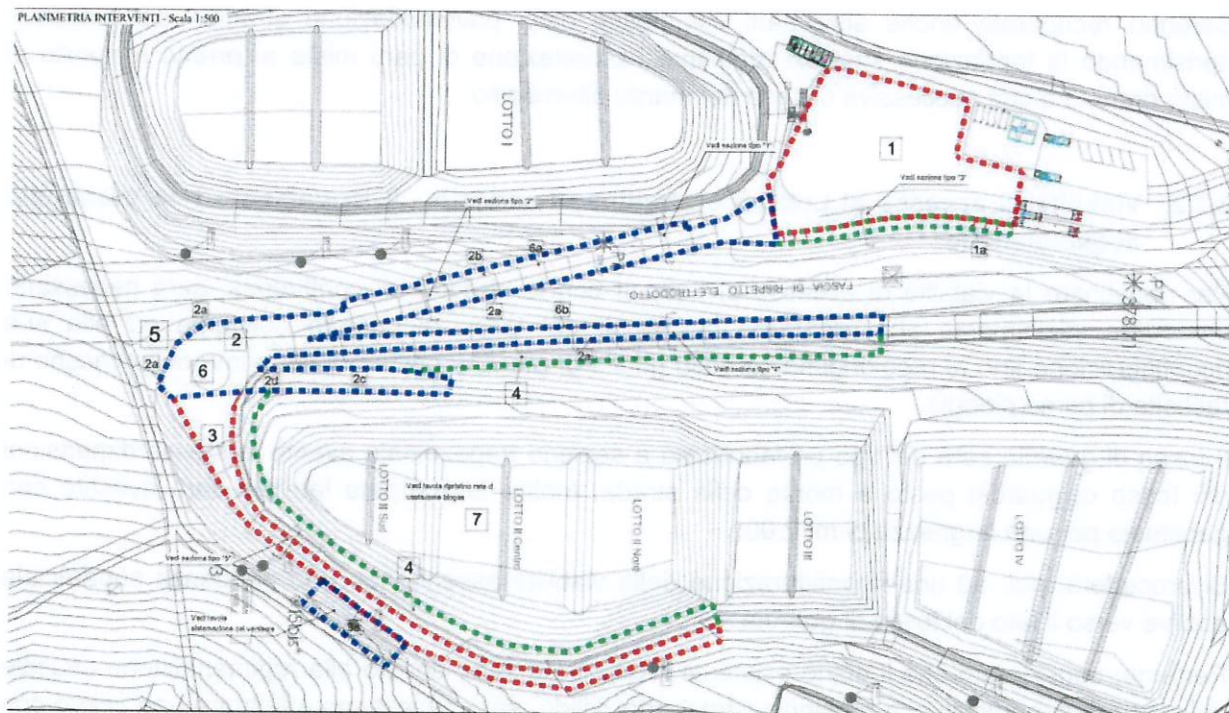 PLANIMETRIA INTERVENTI - Scala 1:500
LOTTO I
1
Vedi sezione tipo "1"
Vedi sezione tipo "3"
Vedi sezione tipo "2"
1a
2b
6a
FASCIA DI RISPETTO ELETTRODOTTO
P7
2a
2a
6b
5
2
2a
2a
6
Vedi sezione tipo "4"
2d
2c
4
3
LOTTO II Sud
Vedi tavola ripristino rete di
captazione biogas
7
LOTTO II Centro
LOTTO II Nord
LOTTO III
LOTTO IV
4
Vedi sezione tipo "5"
Vedi tavola
sistemazione del versante